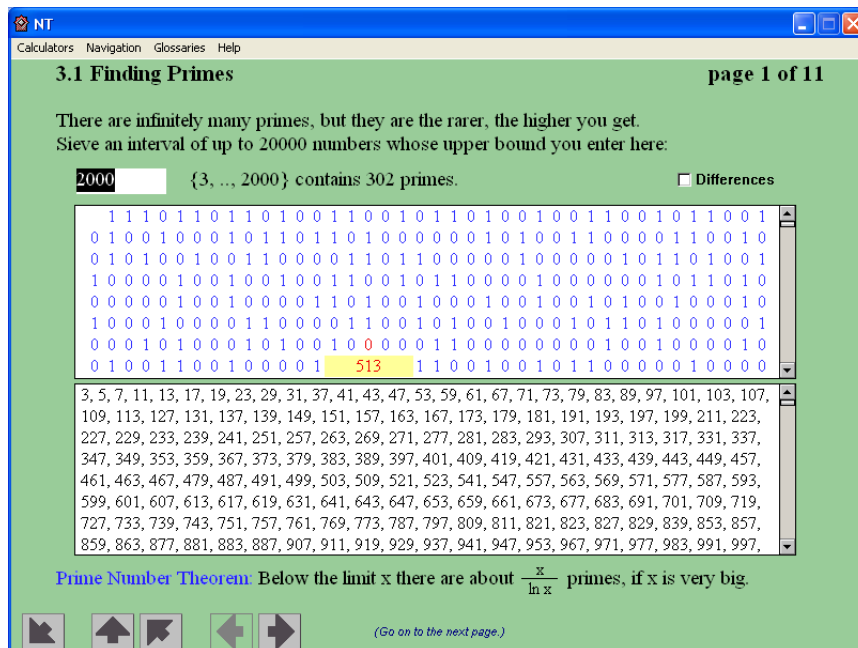 NT
Calculators Navigation Glossaries Help
3.1 Finding Primes page 1 of 11
There are infinitely many primes, but they are the rarer, the higher you get.
Sieve an interval of up to 20000 numbers whose upper bound you enter here:
2000 {3, .., 2000} contains 302 primes. Differences
1 1 1 0 1 1 0 1 1 0 1 0 0 1 1 0 0 1 0 1 1 0 1 0 0 1 0 0 1 1 0 0 1 0 1 1 0 0 1
0 1 0 0 1 0 0 0 1 0 1 1 0 1 1 0 1 0 0 0 0 0 0 1 0 1 0 0 1 1 0 0 0 0 1 1 0 0 1 0
0 1 0 1 0 0 1 0 0 1 1 0 0 0 0 1 1 0 1 1 0 0 0 0 0 1 0 0 0 0 0 1 0 1 1 0 1 0 0 1
1 0 0 0 0 1 0 0 1 0 0 1 0 0 1 1 0 0 1 0 1 1 0 0 0 0 1 0 0 0 0 0 0 1 0 1 1 0 1 0
0 0 0 0 0 1 0 0 1 0 0 0 0 1 1 0 1 0 0 1 0 0 0 1 0 0 1 0 0 1 0 1 0 0 1 0 0 0 1 0
1 0 0 0 1 0 0 0 0 1 1 0 0 0 0 1 1 0 0 1 0 1 0 0 1 0 0 0 1 0 1 1 0 1 0 0 0 0 0 1
0 0 0 1 0 1 0 0 0 1 0 1 0 0 1 0 0 0 0 0 1 1 0 0 0 0 0 0 0 0 1 0 0 1 0 0 0 0 1 0
0 1 0 0 1 1 0 0 1 0 0 0 0 1 513 1 1 0 0 1 0 0 1 0 1 1 0 0 0 0 0 1 0 0 0 0
3, 5, 7, 11, 13, 17, 19, 23, 29, 31, 37, 41, 43, 47, 53, 59, 61, 67, 71, 73, 79, 83, 89, 97, 101, 103, 107,
109, 113, 127, 131, 137, 139, 149, 151, 157, 163, 167, 173, 179, 181, 191, 193, 197, 199, 211, 223,
227, 229, 233, 239, 241, 251, 257, 263, 269, 271, 277, 281, 283, 293, 307, 311, 313, 317, 331, 337,
347, 349, 353, 359, 367, 373, 379, 383, 389, 397, 401, 409, 419, 421, 431, 433, 439, 443, 449, 457,
461, 463, 467, 479, 487, 491, 499, 503, 509, 521, 523, 541, 547, 557, 563, 569, 571, 577, 587, 593,
599, 601, 607, 613, 617, 619, 631, 641, 643, 647, 653, 659, 661, 673, 677, 683, 691, 701, 709, 719,
727, 733, 739, 743, 751, 757, 761, 769, 773, 787, 797, 809, 811, 821, 823, 827, 829, 839, 853, 857,
859, 863, 877, 881, 883, 887, 907, 911, 919, 929, 937, 941, 947, 953, 967, 971, 977, 983, 991, 997,
Prime Number Theorem: Below the limit x there are about x / ln x primes, if x is very big.
(Go on to the next page.)